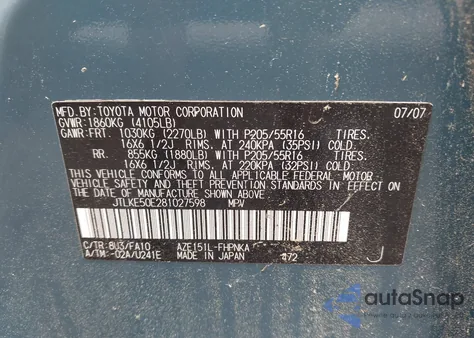 MFD. BY: TOYOTA MOTOR CORPORATION 07/07
GVWR: 1860KG (4105LB)
GAWR: FRT. 1030KG (2270LB) WITH P205/55R16 TIRES.
16X6 1/2J RIMS, AT 240KPA (35PSI) COLD.
RR. 855KG (1880LB) WITH P205/55R16 TIRES.
16X6 1/2J RIMS, AT 220KPA (32PSI) COLD.
THIS VEHICLE CONFORMS TO ALL APPLICABLE FEDERAL MOTOR
VEHICLE SAFETY AND THEFT PREVENTION STANDARDS IN EFFECT ON
THE DATE OF MANUFACTURE SHOWN ABOVE.
JTLKE50E281027598 MPV
C/TR: 8U3/FA10 AZE151L-FHPNKA
A/TM: -02A/U241E MADE IN JAPAN 472 J
autoSnap